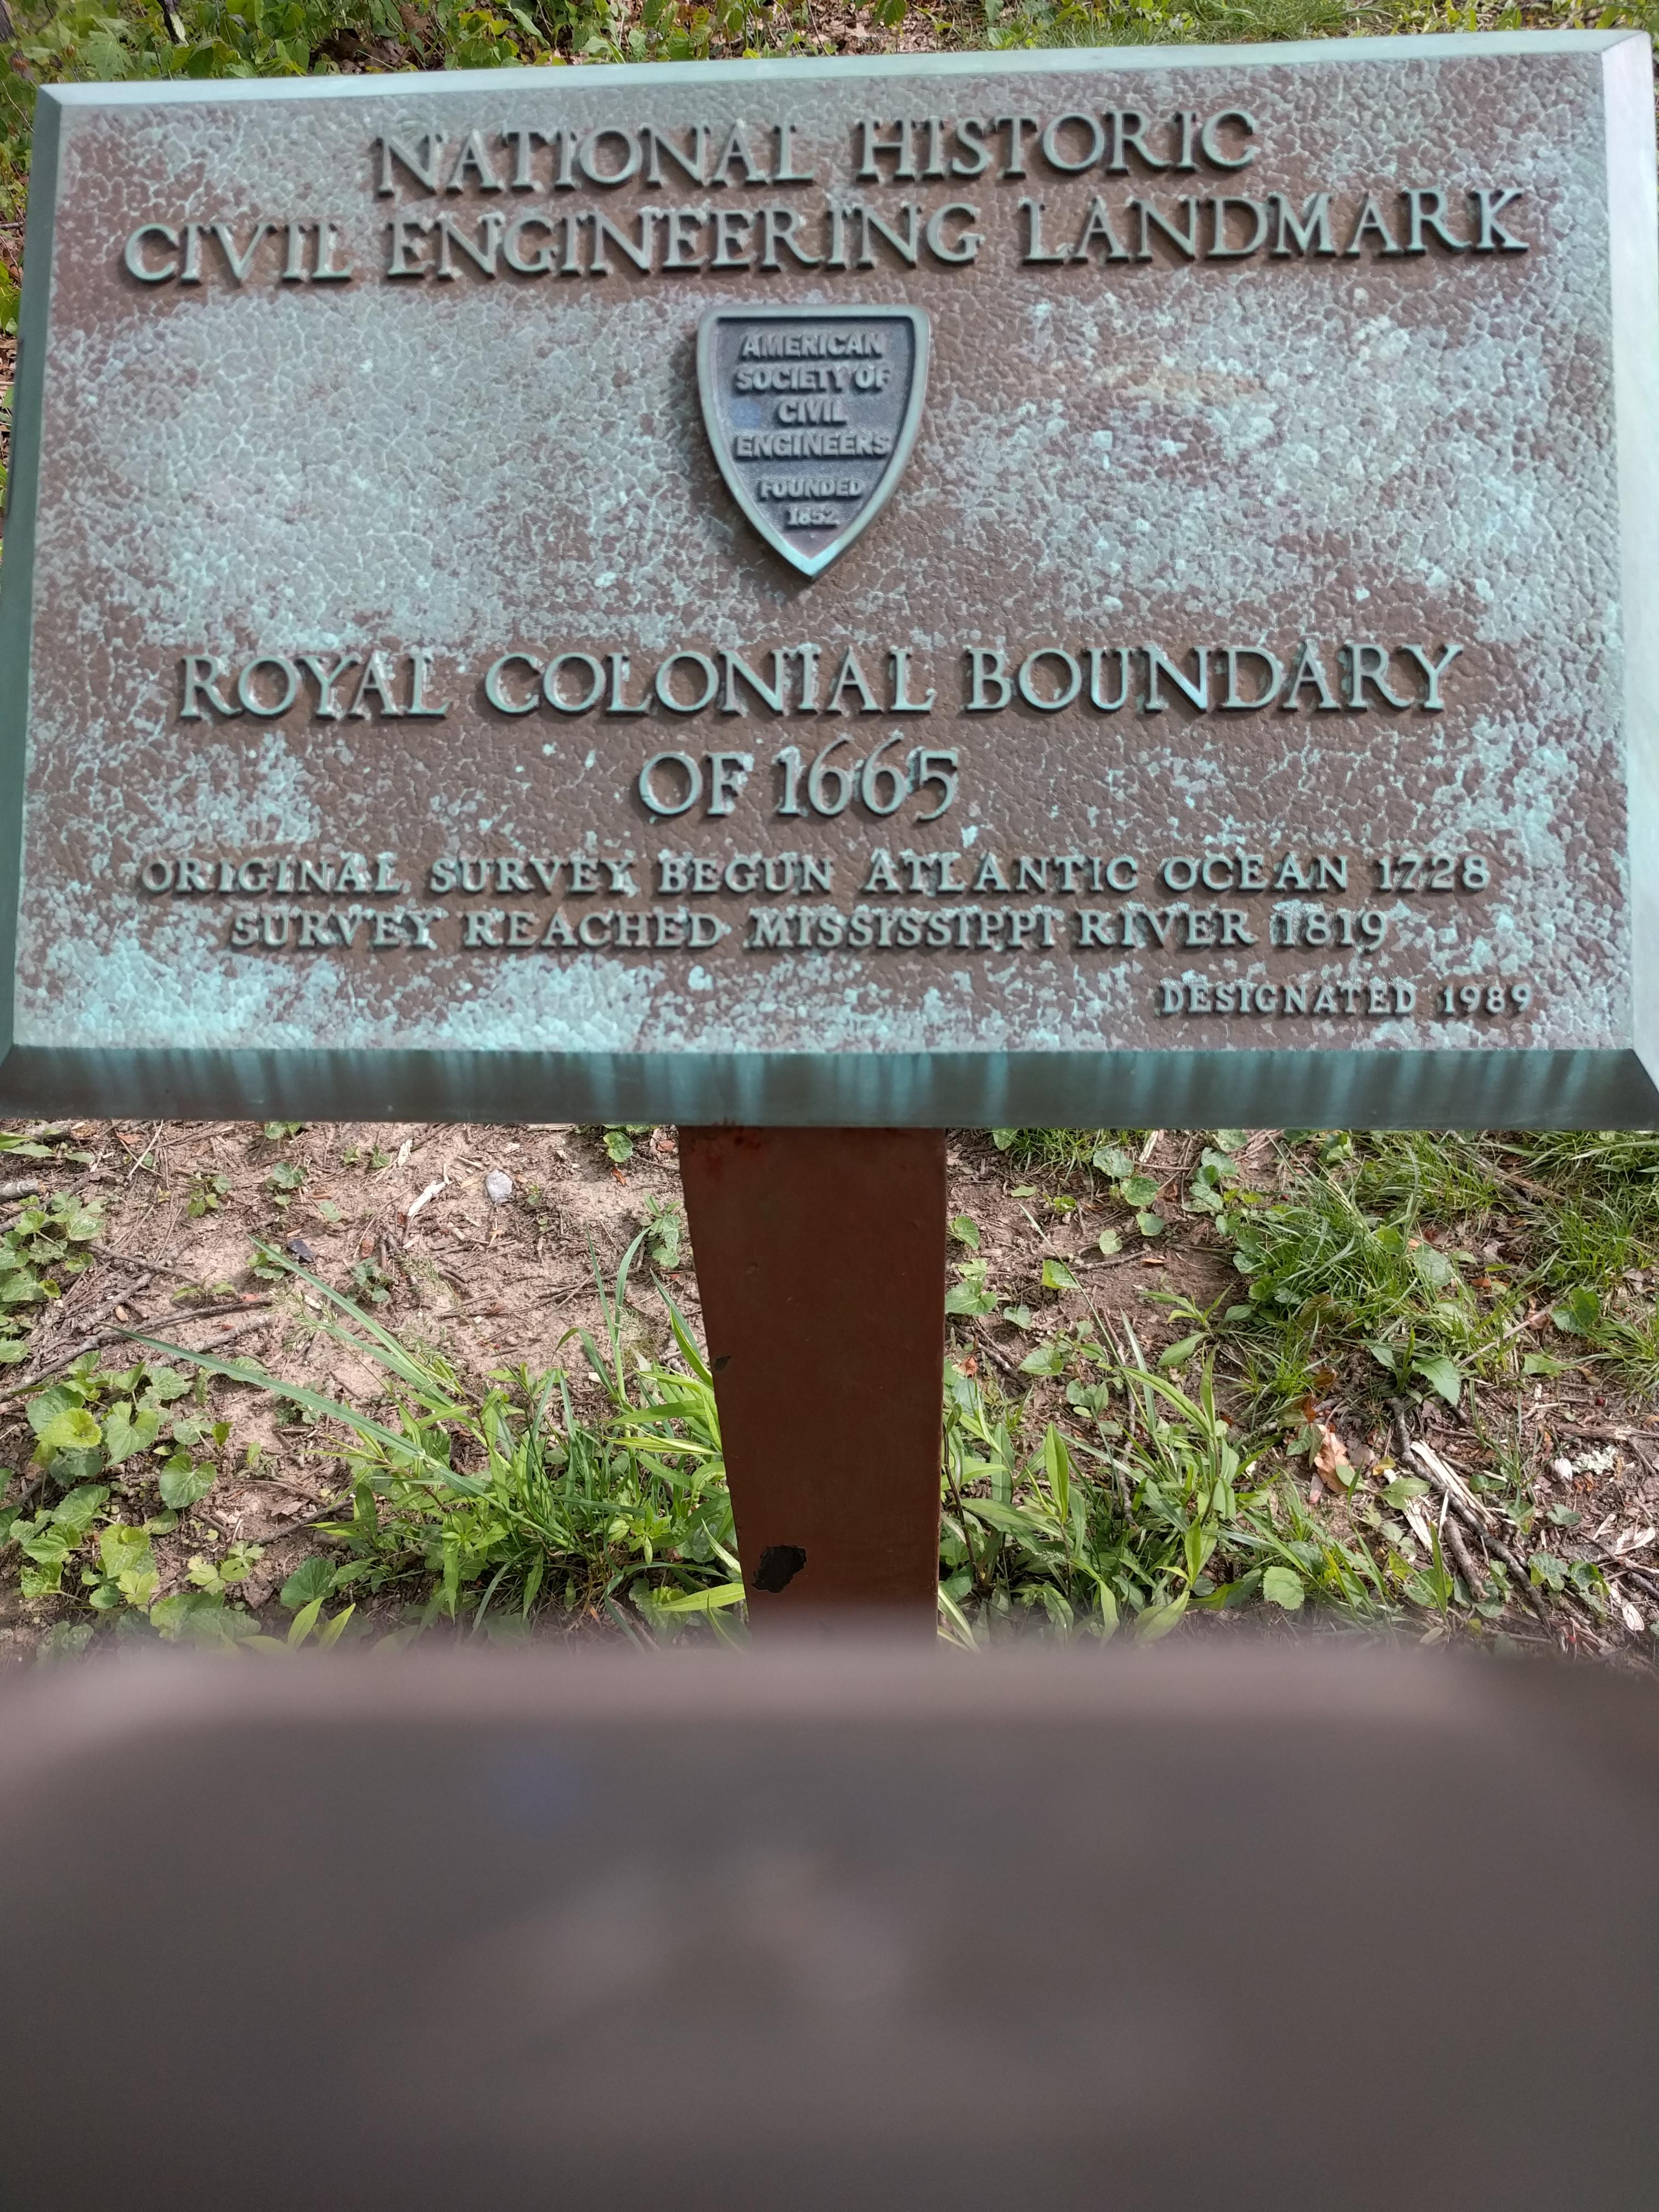 NATIONAL HISTORIC
CIVIL ENGINEERING LANDMARK
AMERICAN
SOCIETY OF
CIVIL
ENGINEERS
FOUNDED
1852
ROYAL COLONIAL BOUNDARY
OF 1665
ORIGINAL SURVEY BEGUN ATLANTIC OCEAN 1728
SURVEY REACHED MISSISSIPPI RIVER 1819
DESIGNATED 1989